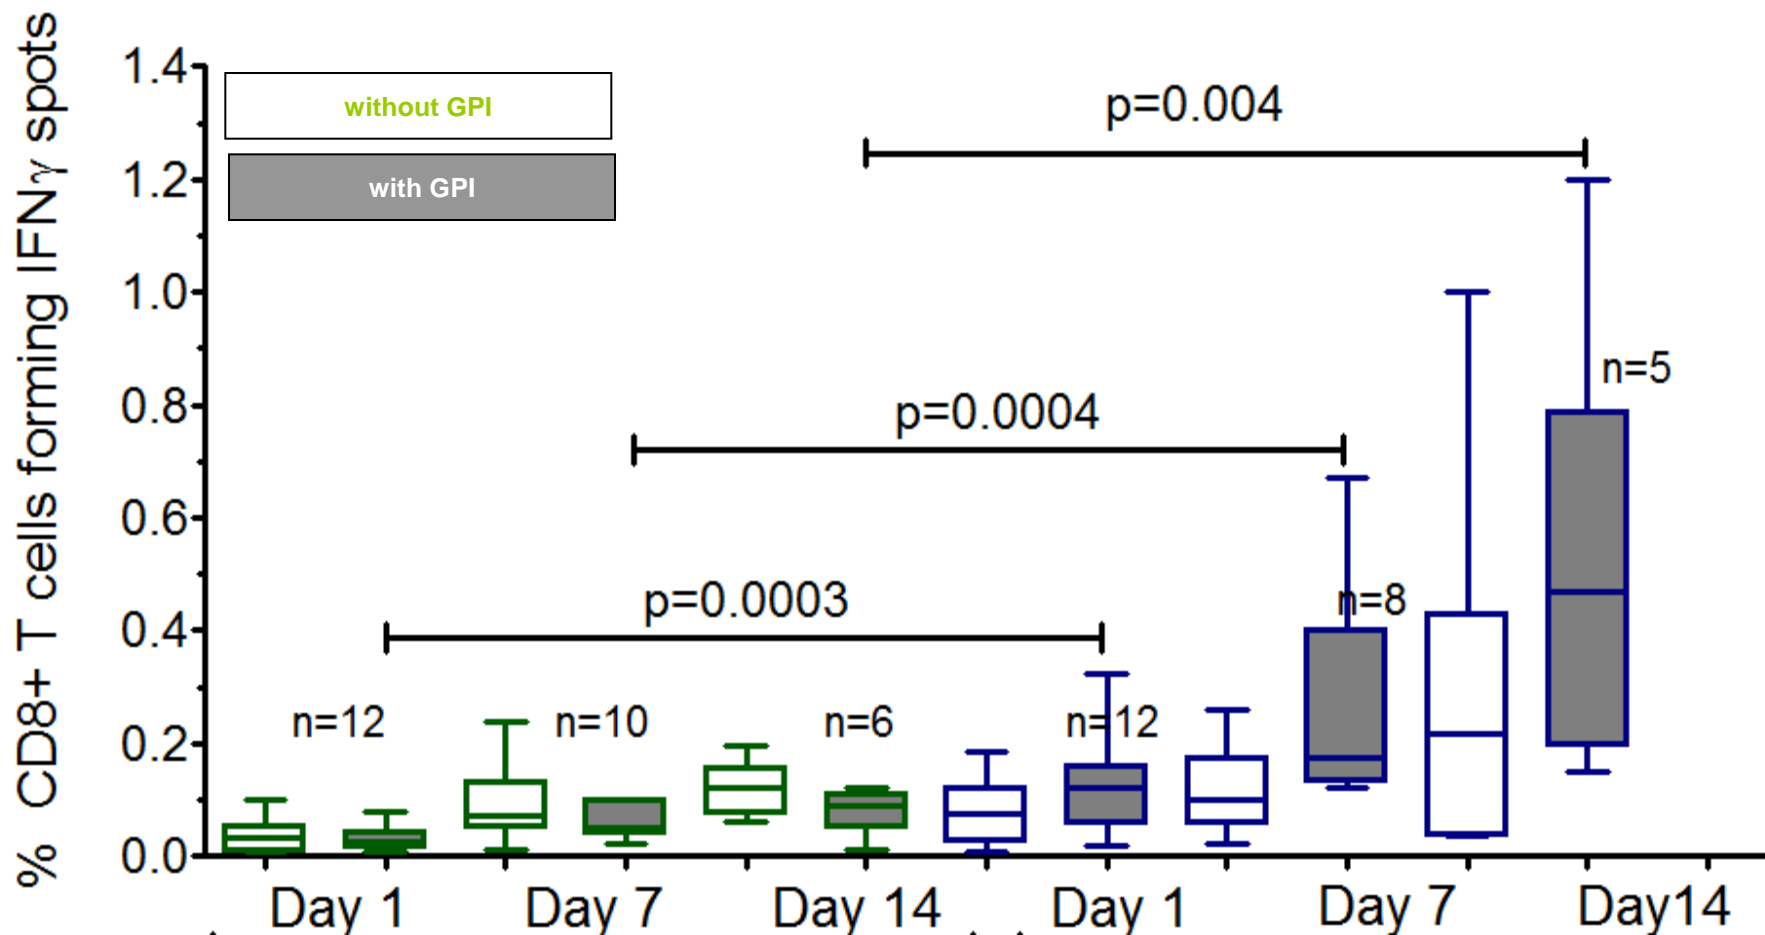 % CD8+ T cells forming IFNγ spots
1.4
1.2
1.0
0.8
0.6
0.4
0.2
0.0
without GPI
with GPI
p=0.004
p=0.0004
p=0.0003
n=12
n=10
n=6
n=12
n=8
n=5
Day 1
Day 7
Day 14
Day 1
Day 7
Day14